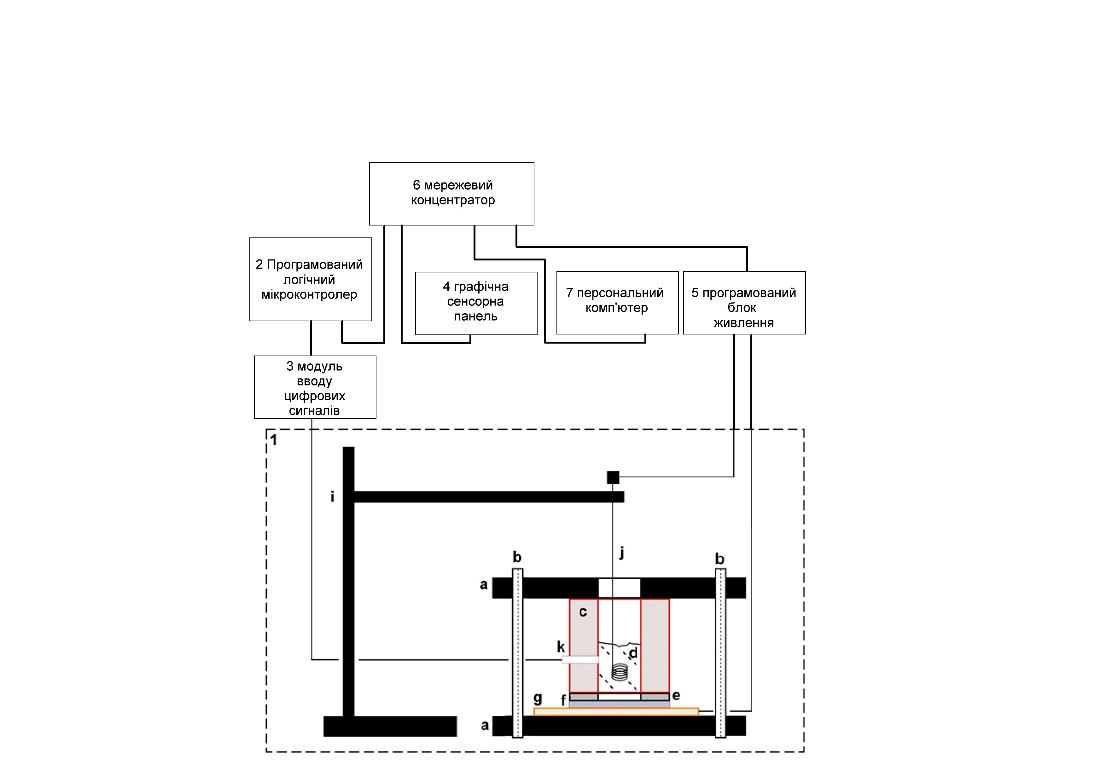 6 мережевий
концентратор
2 Програмований
логічний
мікроконтролер
4 графічна
сенсорна
панель
7 персональний
комп'ютер
5 програмований
блок
живлення
3 модуль
вводу
цифрових
сигналів
1
i
j
b
b
a
c
k
d
e
f
g
a